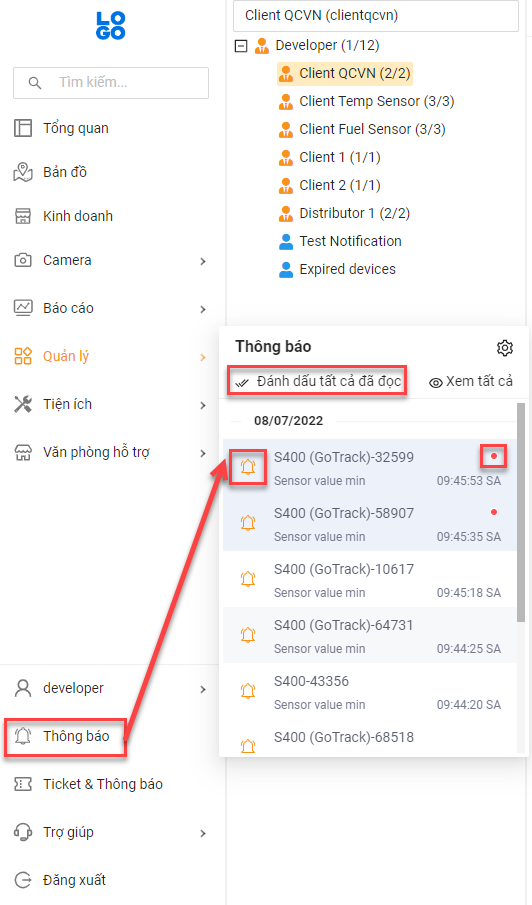 LOGO
Tìm kiếm...
Tổng quan
Bản đồ
Kinh doanh
Camera
Báo cáo
Quản lý
Tiện ích
Văn phòng hỗ trợ
developer
Thông báo
Ticket & Thông báo
Trợ giúp
Đăng xuất
Client QCVN (clientqcvn)
Developer (1/12)
Client QCVN (2/2)
Client Temp Sensor (3/3)
Client Fuel Sensor (3/3)
Client 1 (1/1)
Client 2 (1/1)
Distributor 1 (2/2)
Test Notification
Expired devices
Thông báo
Đánh dấu tất cả đã đọc
Xem tất cả
08/07/2022
S400 (GoTrack)-32599
Sensor value min 09:45:53 SA
S400 (GoTrack)-58907
Sensor value min 09:45:35 SA
S400 (GoTrack)-10617
Sensor value min 09:45:18 SA
S400 (GoTrack)-64731
Sensor value min 09:44:25 SA
S400-43356
Sensor value min 09:44:20 SA
S400 (GoTrack)-68518